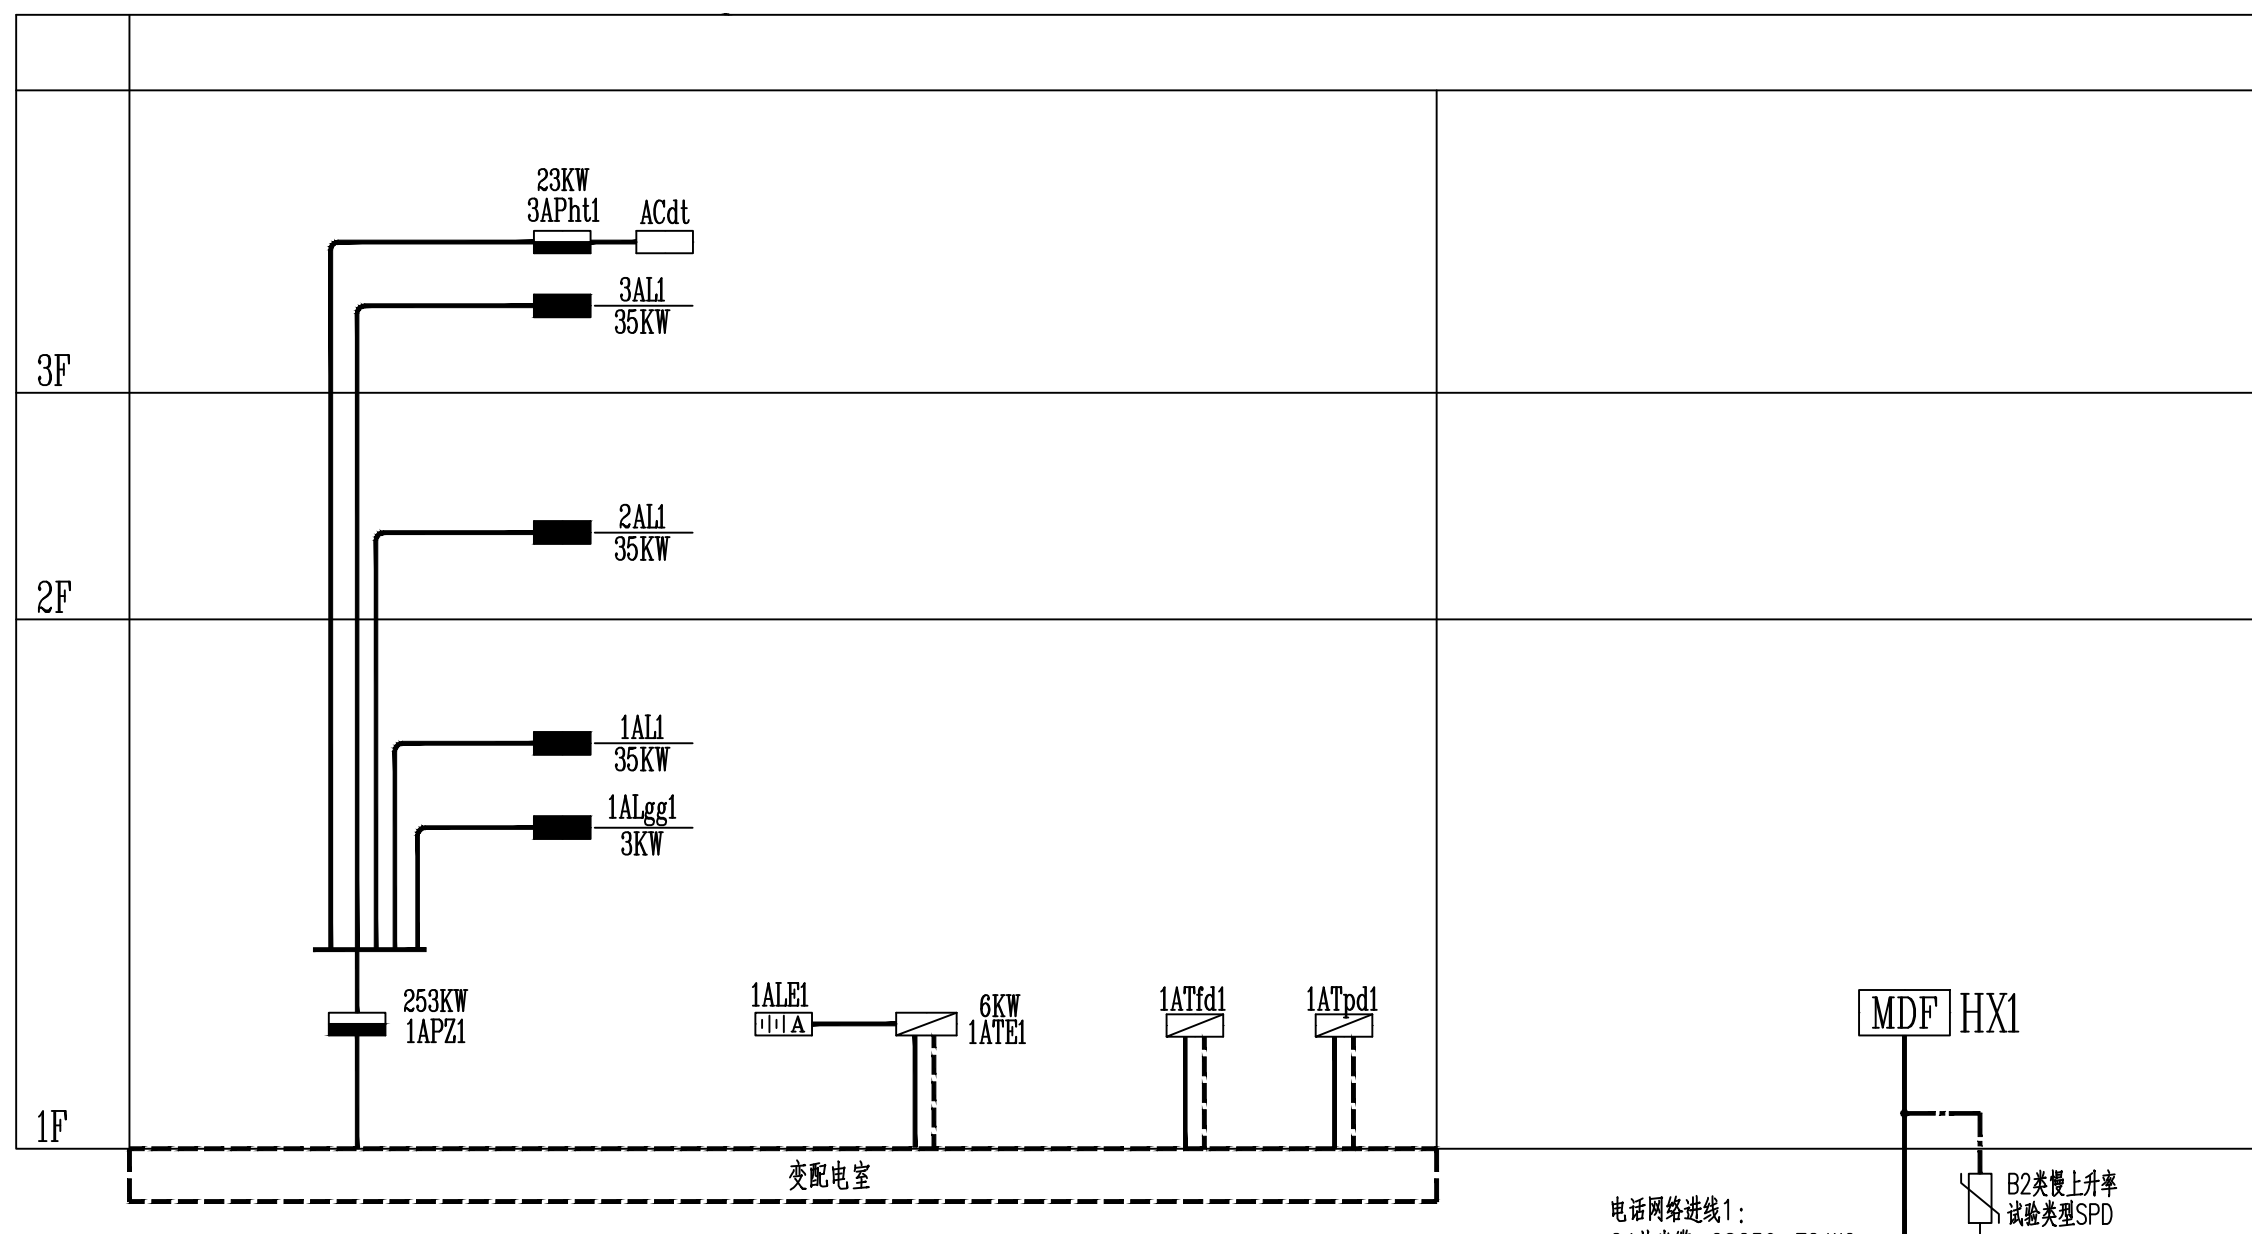 23KW
3APht1
ACdt
3AL1
35KW
3F
2AL1
35KW
2F
1AL1
35KW
1ALgg1
3KW
253KW
1APZ1
1ALE1
A
6KW
1ATE1
1ATfd1
1ATpd1
MDF
HX1
1F
变配电室
B2类慢上升率
试验类型SPD
电话网络进线1: